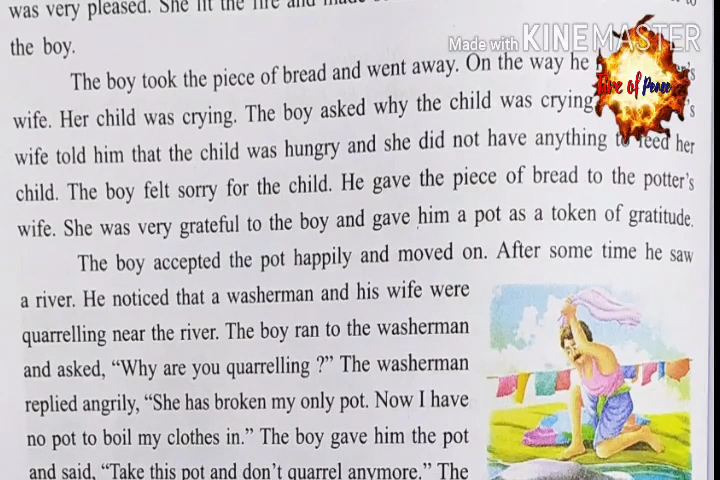 was very pleased. She lit the fire and made
to
the boy.
Made with KINEMASTER
The boy took the piece of bread and went away. On the way he
Fire of Peace
wife. Her child was crying. The boy asked why the child was crying
wife told him that the child was hungry and she did not have anything to feed her
child. The boy felt sorry for the child. He gave the piece of bread to the potter's
wife. She was very grateful to the boy and gave him a pot as a token of gratitude.
The boy accepted the pot happily and moved on. After some time he saw
a river. He noticed that a washerman and his wife were
quarrelling near the river. The boy ran to the washerman
and asked, “Why are you quarrelling ?” The washerman
replied angrily, “She has broken my only pot. Now I have
no pot to boil my clothes in.” The boy gave him the pot
and said, “Take this pot and don't quarrel anymore.” The